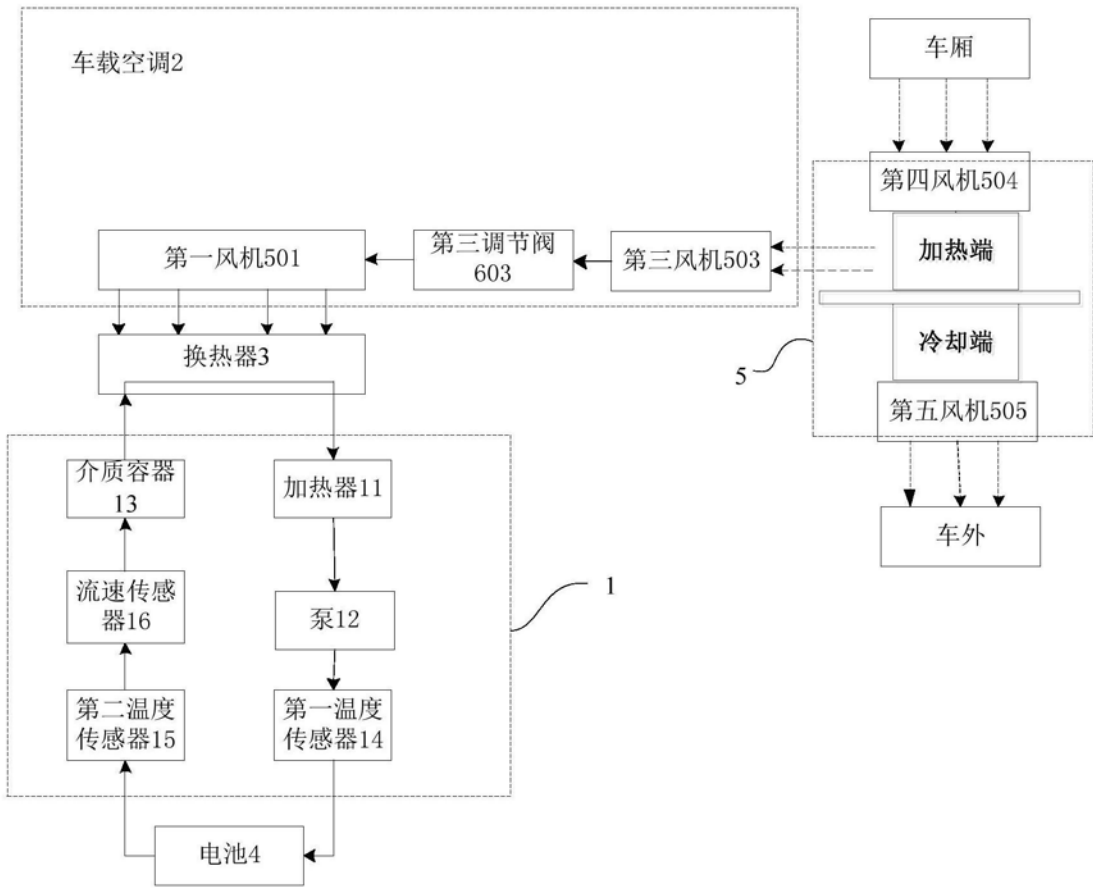 车载空调2
车厢
第四风机504
加热端
第一风机501
第三调节阀
603
第三风机503
冷却端
换热器3
5
第五风机505
介质容器
13
加热器11
车外
流速传感
器16
泵12
1
第二温度
传感器15
第一温度
传感器14
电池4